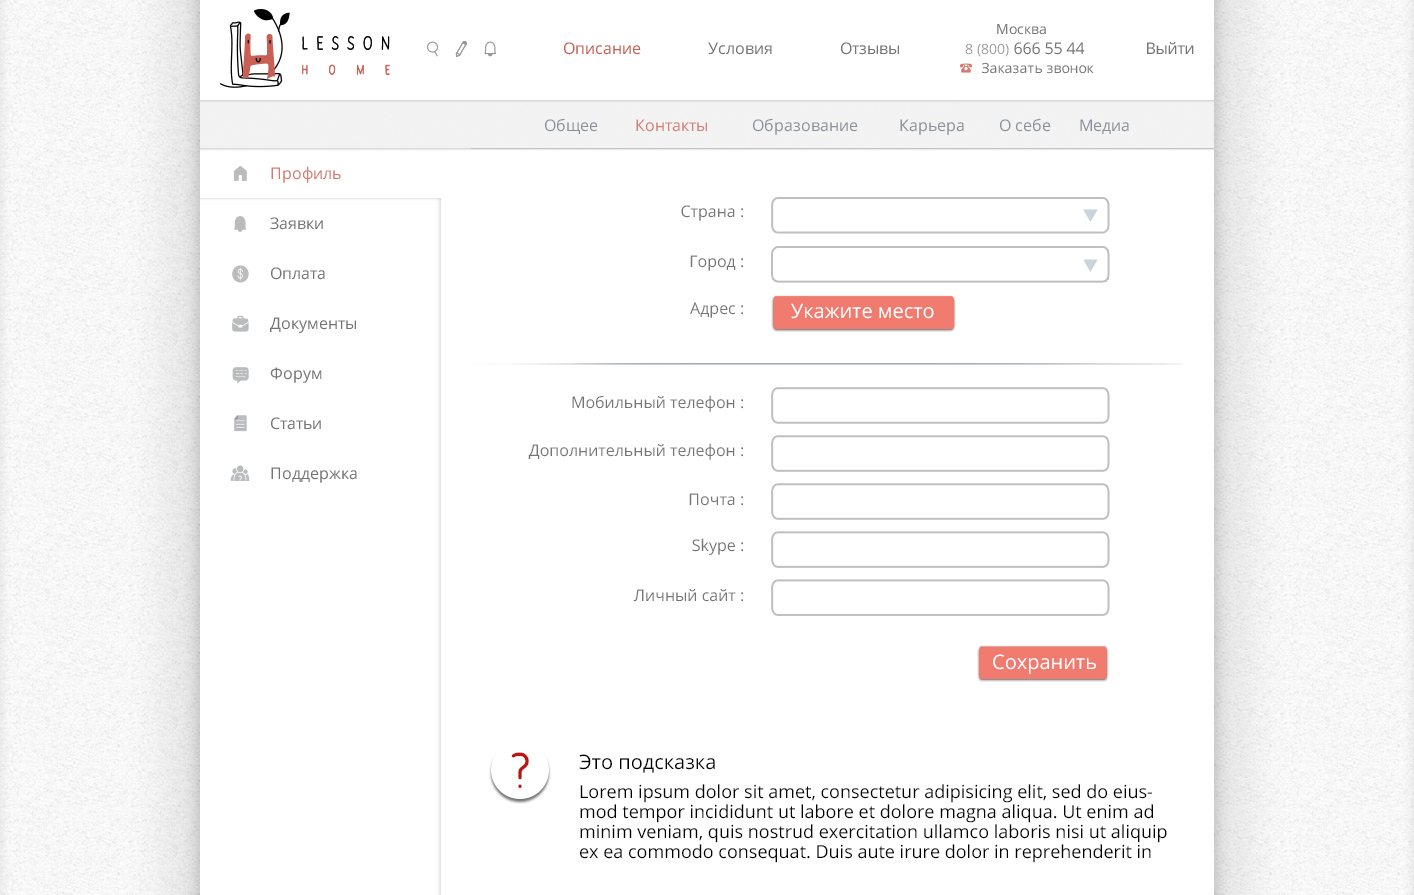 LESSON
HOME
Описание
Условия
Отзывы
Москва
8 (800) 666 55 44
Заказать звонок
Выйти
Общее
Контакты
Образование
Карьера
О себе
Медиа
Профиль
Заявки
Оплата
Документы
Форум
Статьи
Поддержка
Страна :
Город :
Адрес :
Укажите место
Мобильный телефон :
Дополнительный телефон :
Почта :
Skype :
Личный сайт :
Сохранить
?
Это подсказка
Lorem ipsum dolor sit amet, consectetur adipisicing elit, sed do eius-
mod tempor incididunt ut labore et dolore magna aliqua. Ut enim ad
minim veniam, quis nostrud exercitation ullamco laboris nisi ut aliquip
ex ea commodo consequat. Duis aute irure dolor in reprehenderit in